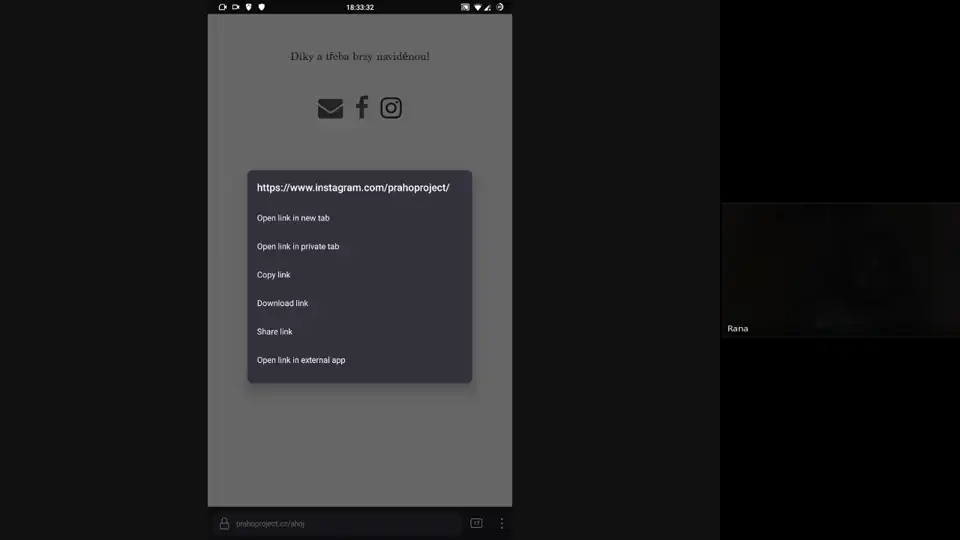 18:33:32
Díky a třeba brzy naviděnou!
https://www.instagram.com/prahoproject/
Open link in new tab
Open link in private tab
Copy link
Download link
Share link
Open link in external app
Rana
prahoproject.cz/ahoj
17